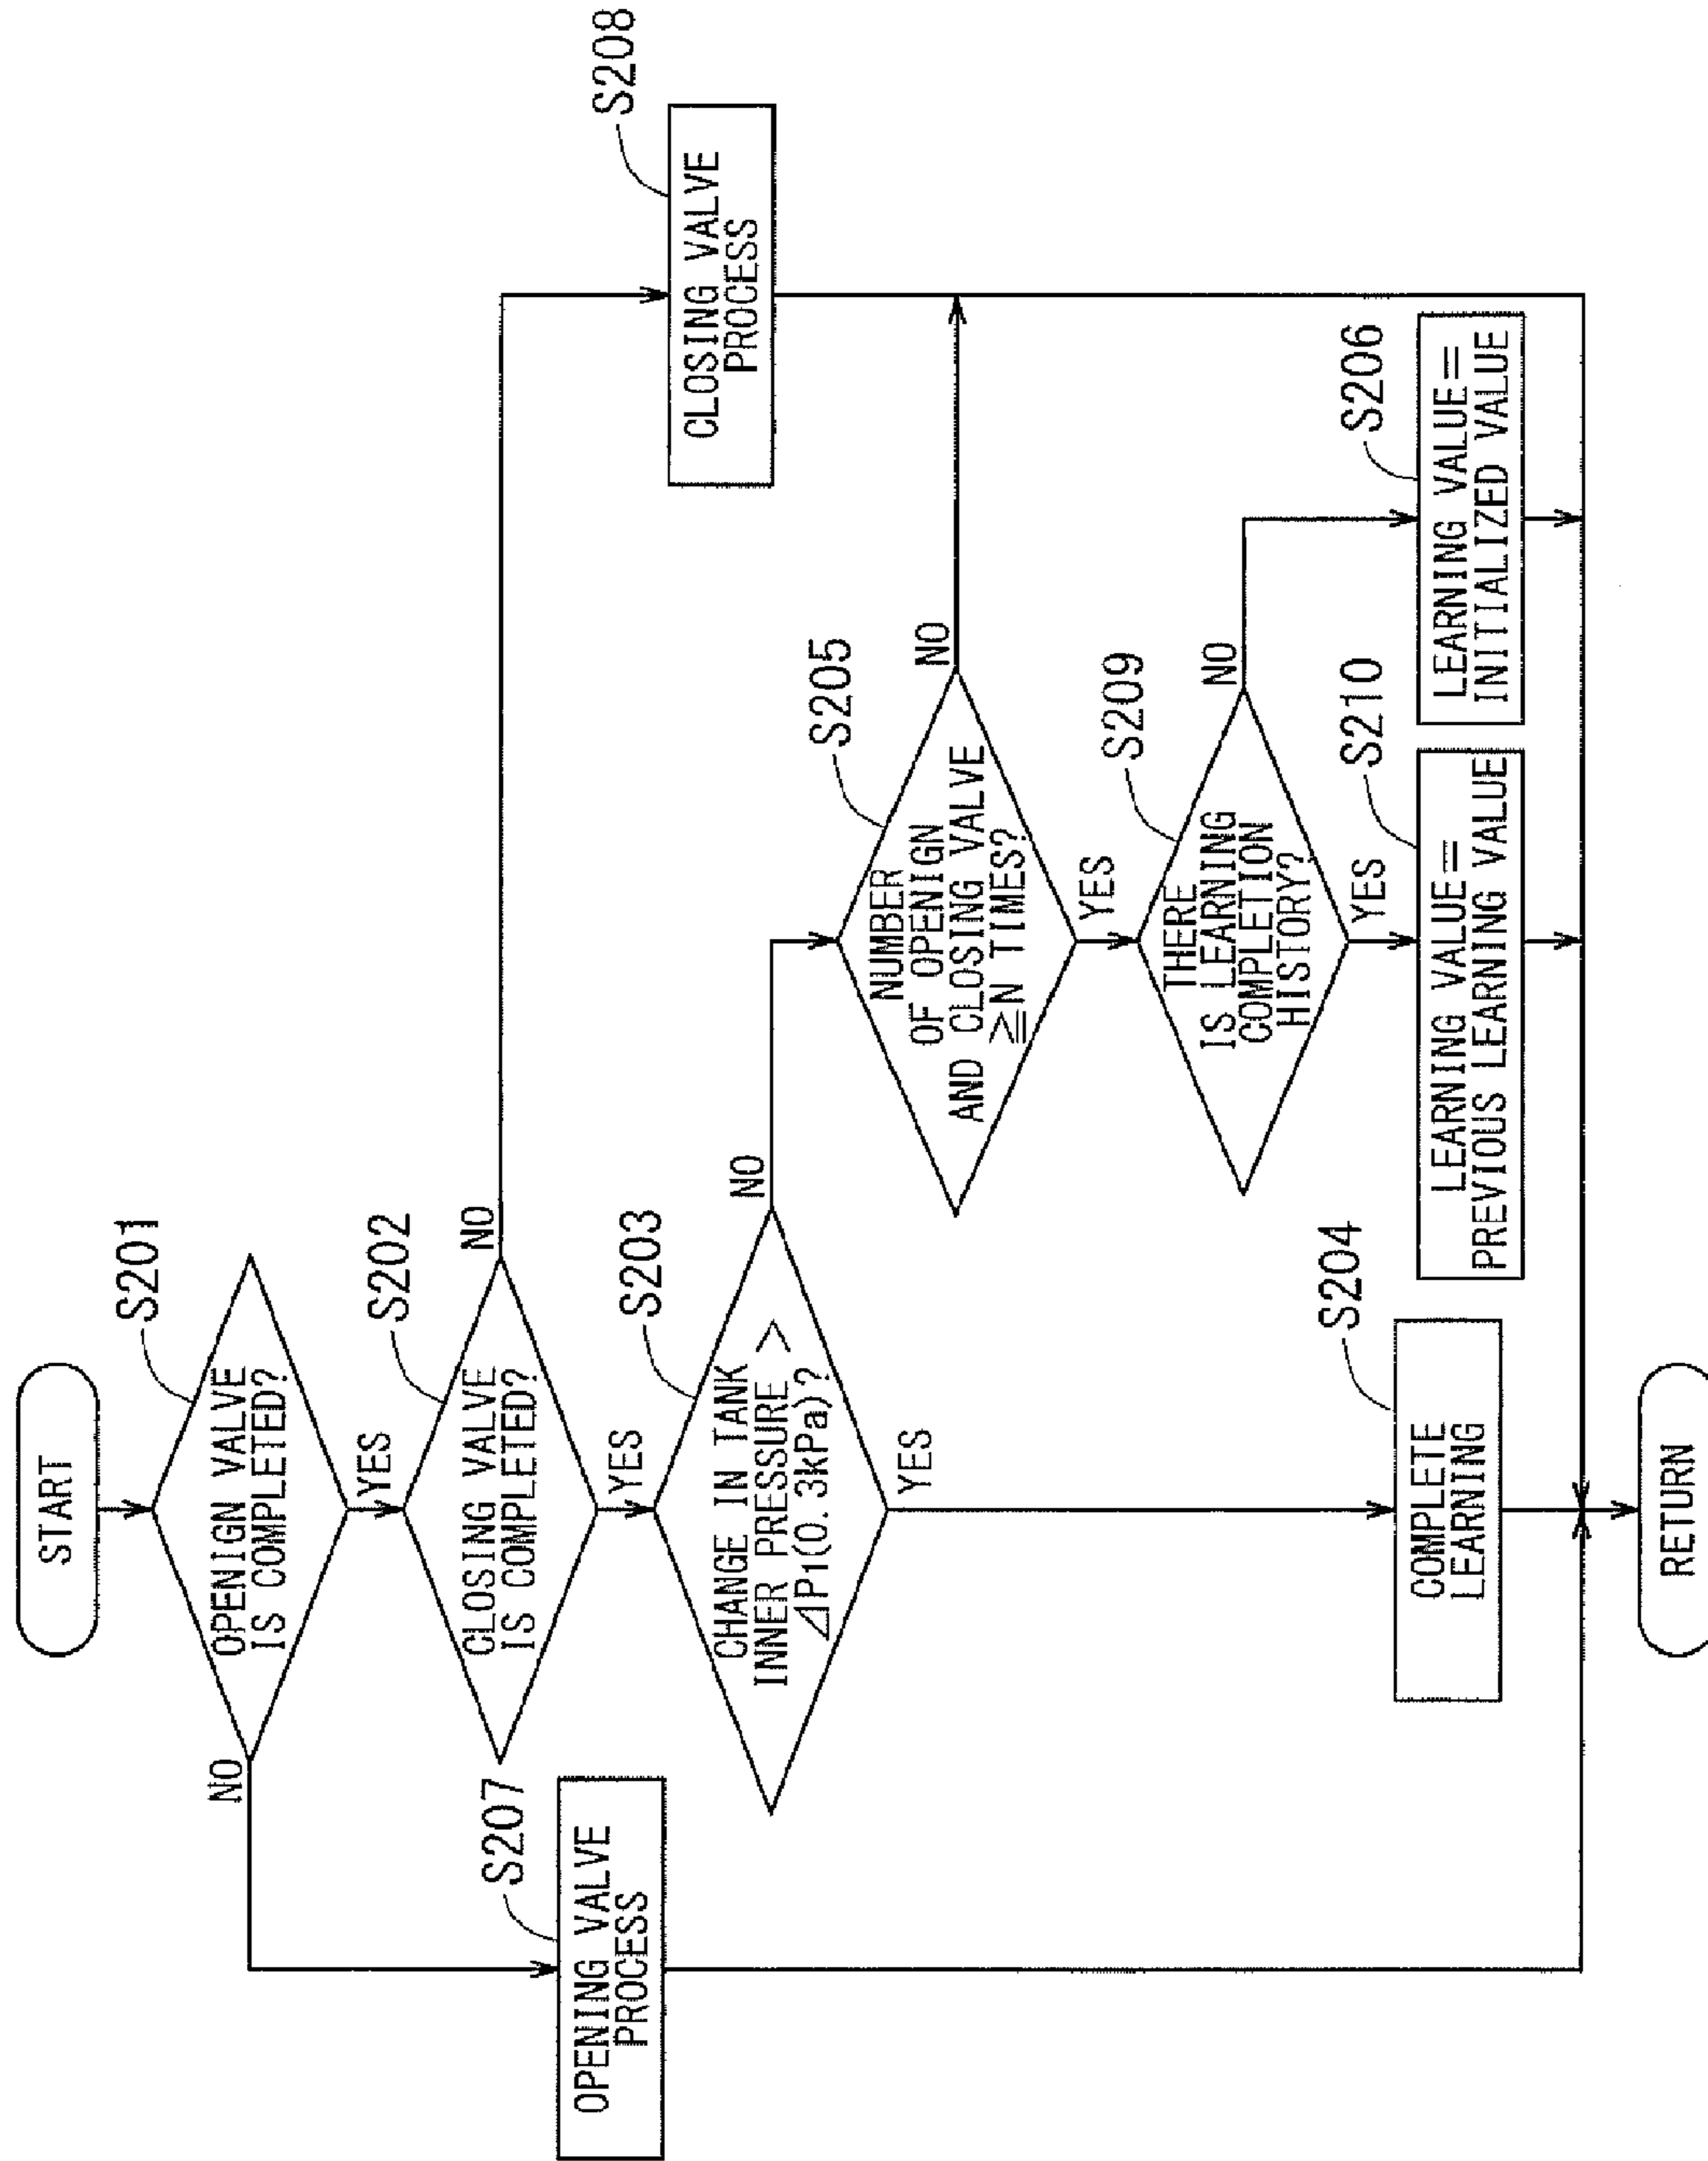 START
S201
OPENIGN VALVE
IS COMPLETED?
NO
YES
S202
CLOSING VALVE
IS COMPLETED?
NO
YES
S207
OPENING VALVE
PROCESS
S208
CLOSING VALVE
PROCESS
S203
CHANGE IN TANK
INNER PRESSURE >
⊿P1(0.3kPa)?
NO
YES
S205
NUMBER
OF OPENIGN
AND CLOSING VALVE
≧N TIMES?
NO
YES
S209
THERE
IS LEARNING
COMPLETION
HISTORY?
NO
YES
S204
COMPLETE
LEARNING
S210
LEARNING VALUE=
PREVIOUS LEARNING VALUE
S206
LEARNING VALUE=
INITIALIZED VALUE
RETURN